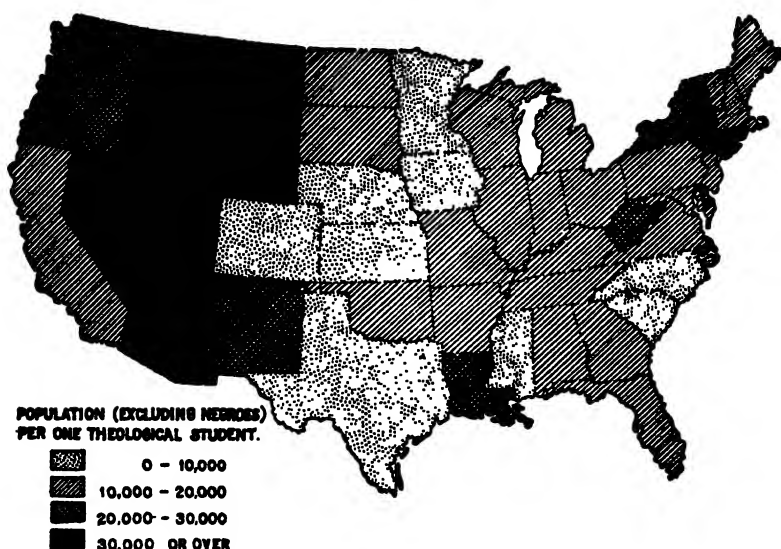 POPULATION (EXCLUDING NEGROES)
PER ONE THEOLOGICAL STUDENT.
0 - 10,000
10,000 - 20,000
20,000 - 30,000
30,000 OR OVER